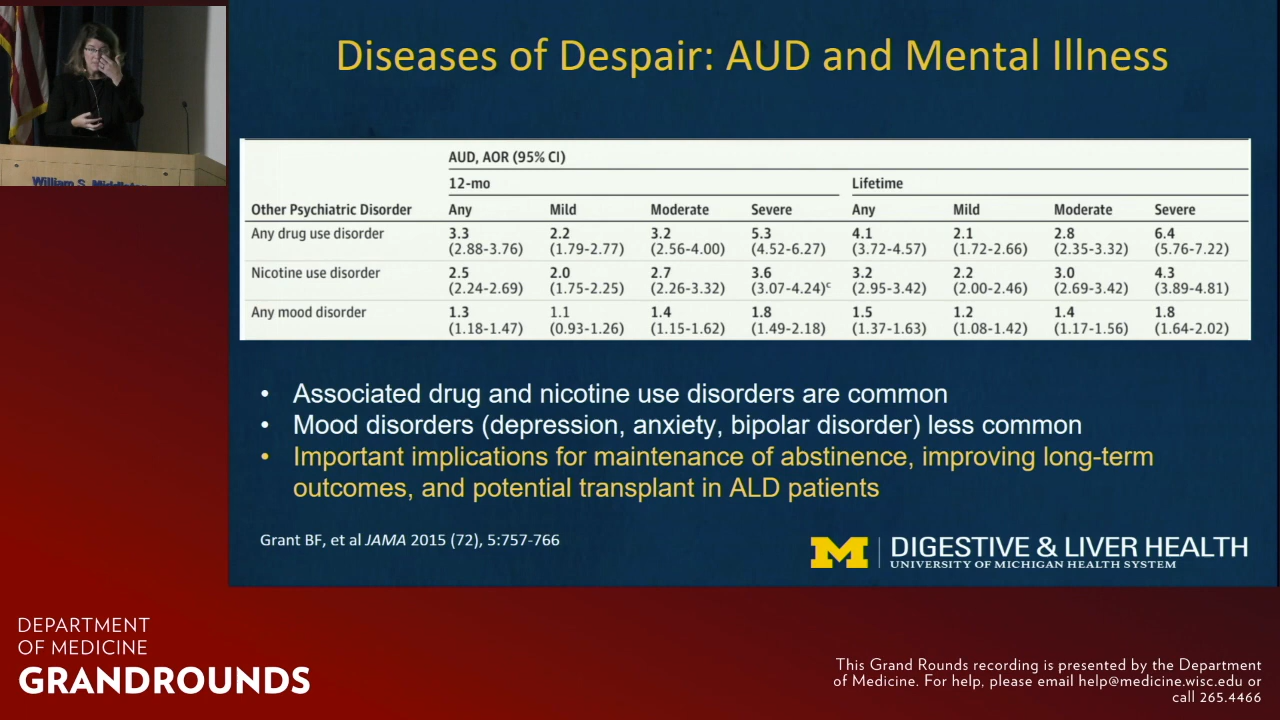 Diseases of Despair: AUD and Mental Illness
AUD, AOR (95% CI)
12-mo Lifetime
Other Psychiatric Disorder Any Mild Moderate Severe Any Mild Moderate Severe
Any drug use disorder 3.3 2.2 3.2 5.3 4.1 2.1 2.8 6.4
(2.88-3.76) (1.79-2.77) (2.56-4.00) (4.52-6.27) (3.72-4.57) (1.72-2.66) (2.35-3.32) (5.76-7.22)
Nicotine use disorder 2.5 2.0 2.7 3.6 3.2 2.2 3.0 4.3
(2.24-2.69) (1.75-2.25) (2.26-3.32) (3.07-4.24)c (2.95-3.42) (2.00-2.46) (2.69-3.42) (3.89-4.81)
Any mood disorder 1.3 1.1 1.4 1.8 1.5 1.2 1.4 1.8
(1.18-1.47) (0.93-1.26) (1.15-1.62) (1.49-2.18) (1.37-1.63) (1.08-1.42) (1.17-1.56) (1.64-2.02)
• Associated drug and nicotine use disorders are common
• Mood disorders (depression, anxiety, bipolar disorder) less common
• Important implications for maintenance of abstinence, improving long-term
outcomes, and potential transplant in ALD patients
Grant BF, et al JAMA 2015 (72), 5:757-766
M DIGESTIVE & LIVER HEALTH
UNIVERSITY OF MICHIGAN HEALTH SYSTEM
William S.
DEPARTMENT
OF MEDICINE
GRANDROUNDS
This Grand Rounds recording is presented by the Department
of Medicine. For help, please email help@medicine.wisc.edu or
call 265.4466